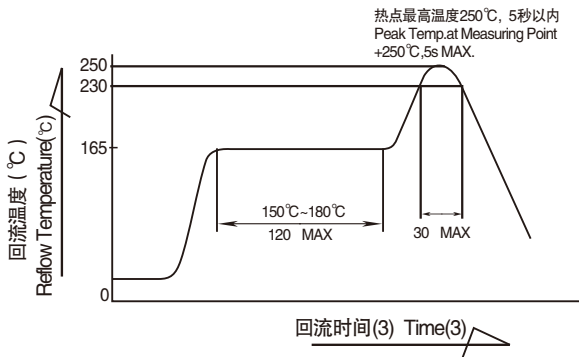 热点最高温度250℃, 5秒以内
Peak Temp.at Measuring Point
+250℃,5s MAX.
250
230
165
0
回流温度 (℃)
Reflow Temperature(℃)
150℃~180℃
120 MAX
30 MAX
回流时间(3) Time(3)